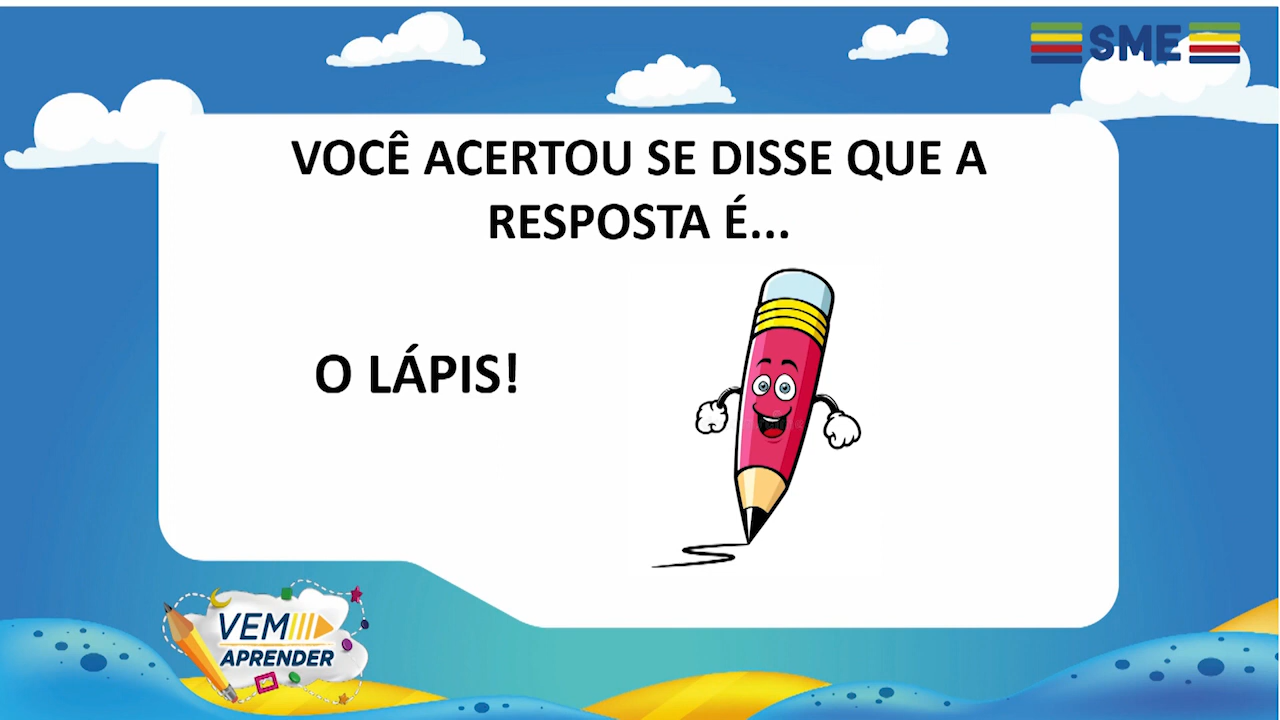 SME
VOCÊ ACERTOU SE DISSE QUE A
RESPOSTA É...
O LÁPIS!
VEM
APRENDER